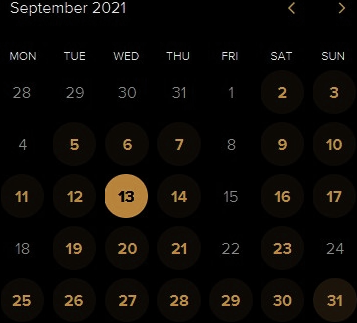 September 2021 < >
MON TUE WED THU FRI SAT SUN
28 29 30 31 1 2 3
4 5 6 7 8 9 10
11 12 13 14 15 16 17
18 19 20 21 22 23 24
25 26 27 28 29 30 31